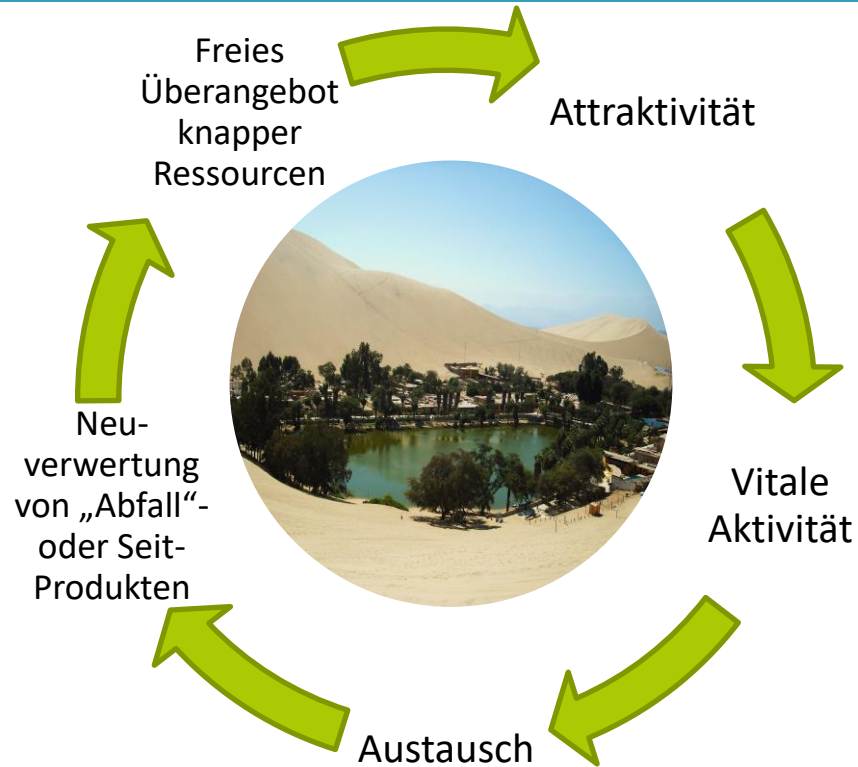 Freies
Überangebot
knapper
Ressourcen
Attraktivität
Vitale
Aktivität
Austausch
Neu-
verwertung
von „Abfall“-
oder Seit-
Produkten